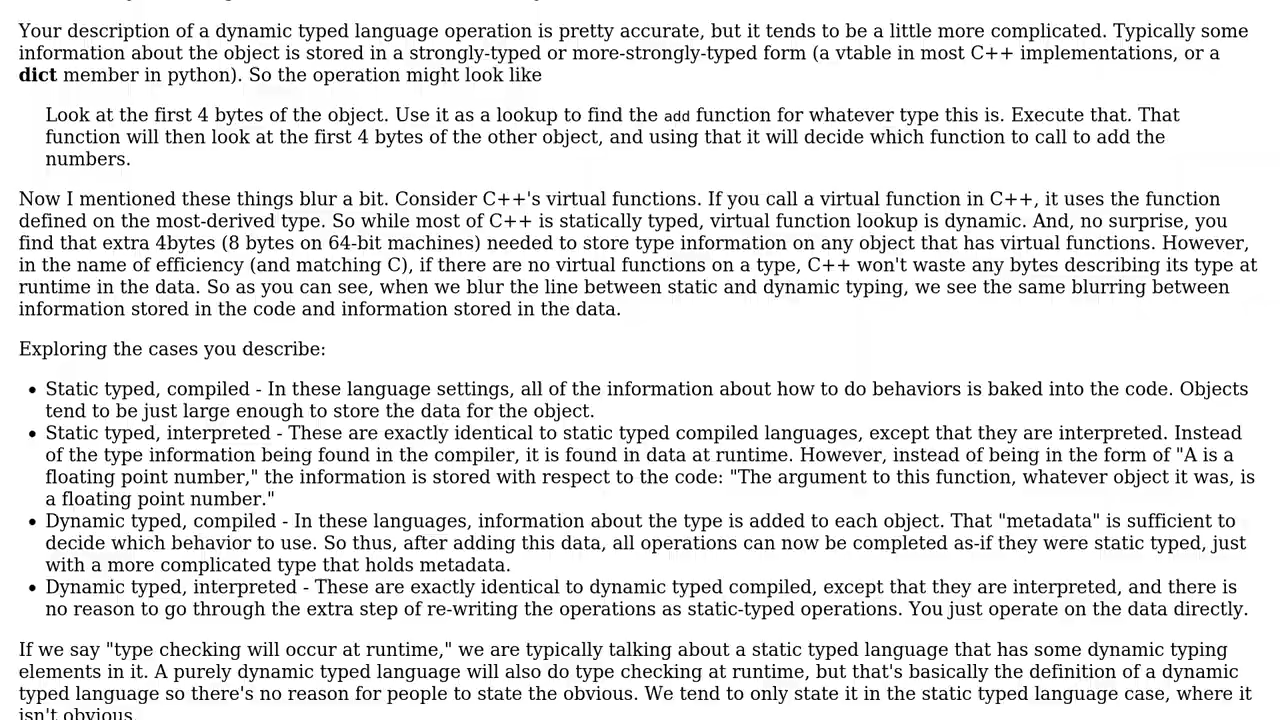 Your description of a dynamic typed language operation is pretty accurate, but it tends to be a little more complicated. Typically some
information about the object is stored in a strongly-typed or more-strongly-typed form (a vtable in most C++ implementations, or a
dict member in python). So the operation might look like
Look at the first 4 bytes of the object. Use it as a lookup to find the add function for whatever type this is. Execute that. That
function will then look at the first 4 bytes of the other object, and using that it will decide which function to call to add the
numbers.
Now I mentioned these things blur a bit. Consider C++'s virtual functions. If you call a virtual function in C++, it uses the function
defined on the most-derived type. So while most of C++ is statically typed, virtual function lookup is dynamic. And, no surprise, you
find that extra 4bytes (8 bytes on 64-bit machines) needed to store type information on any object that has virtual functions. However,
in the name of efficiency (and matching C), if there are no virtual functions on a type, C++ won't waste any bytes describing its type at
runtime in the data. So as you can see, when we blur the line between static and dynamic typing, we see the same blurring between
information stored in the code and information stored in the data.
Exploring the cases you describe:
• Static typed, compiled - In these language settings, all of the information about how to do behaviors is baked into the code. Objects
tend to be just large enough to store the data for the object.
• Static typed, interpreted - These are exactly identical to static typed compiled languages, except that they are interpreted. Instead
of the type information being found in the compiler, it is found in data at runtime. However, instead of being in the form of "A is a
floating point number," the information is stored with respect to the code: "The argument to this function, whatever object it was, is
a floating point number."
• Dynamic typed, compiled - In these languages, information about the type is added to each object. That "metadata" is sufficient to
decide which behavior to use. So thus, after adding this data, all operations can now be completed as-if they were static typed, just
with a more complicated type that holds metadata.
• Dynamic typed, interpreted - These are exactly identical to dynamic typed compiled, except that they are interpreted, and there is
no reason to go through the extra step of re-writing the operations as static-typed operations. You just operate on the data directly.
If we say "type checking will occur at runtime," we are typically talking about a static typed language that has some dynamic typing
elements in it. A purely dynamic typed language will also do type checking at runtime, but that's basically the definition of a dynamic
typed language so there's no reason for people to state the obvious. We tend to only state it in the static typed language case, where it
isn't obvious.